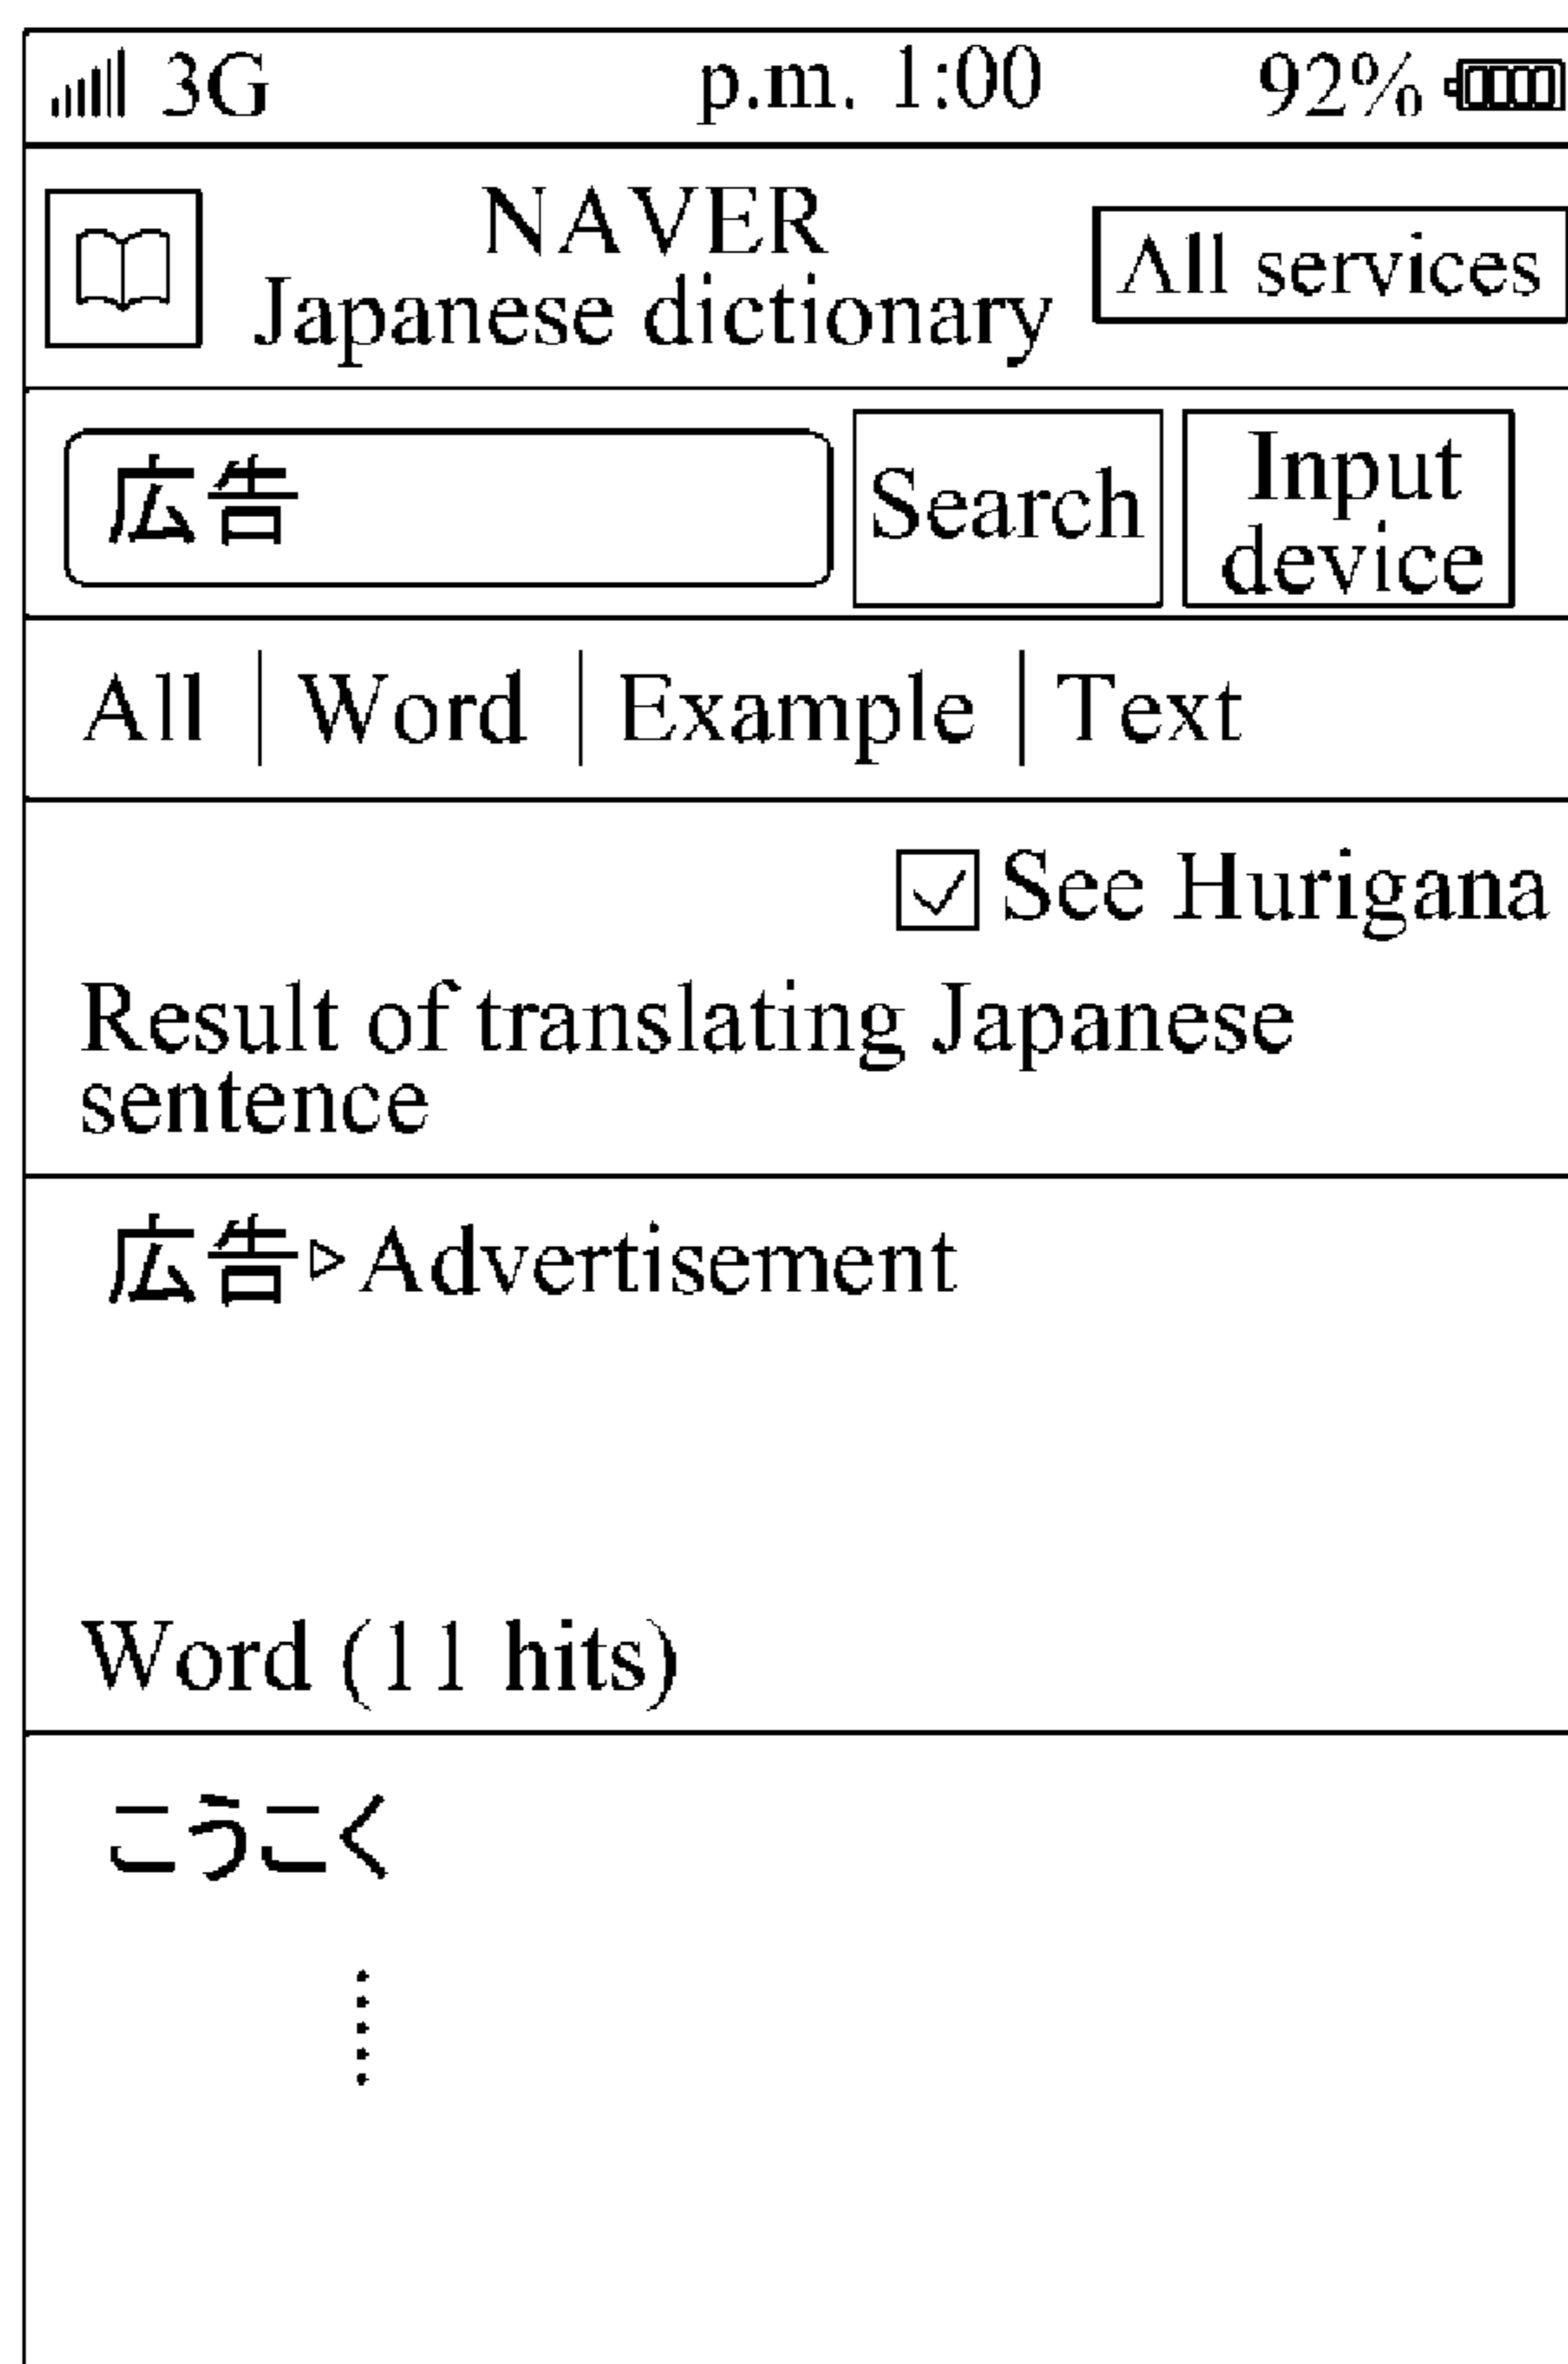 3G p.m. 1:00 92%
NAVER
Japanese dictionary
All services
広告
Search
Input
device
All | Word | Example | Text
See Hurigana
Result of translating Japanese
sentence
広告▷Advertisement
Word (11 hits)
こうこく